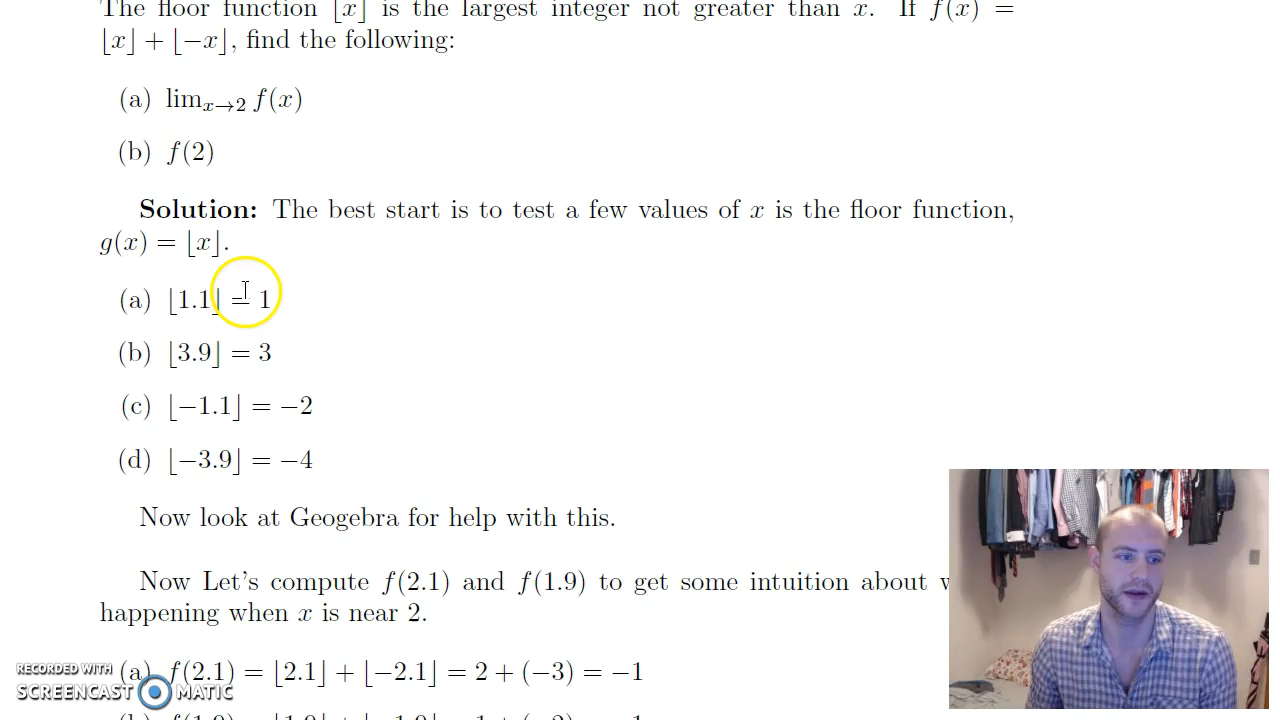 The floor function ⌊x⌋ is the largest integer not greater than x. If f(x) =
⌊x⌋ + ⌊−x⌋, find the following:
(a) lim_{x→2} f(x)
(b) f(2)
Solution: The best start is to test a few values of x is the floor function,
g(x) = ⌊x⌋.
(a) ⌊1.1⌋ = 1
(b) ⌊3.9⌋ = 3
(c) ⌊−1.1⌋ = −2
(d) ⌊−3.9⌋ = −4
Now look at Geogebra for help with this.
Now Let's compute f(2.1) and f(1.9) to get some intuition about
happening when x is near 2.
(a) f(2.1) = ⌊2.1⌋ + ⌊−2.1⌋ = 2 + (−3) = −1
RECORDED WITH
SCREENCAST MATIC